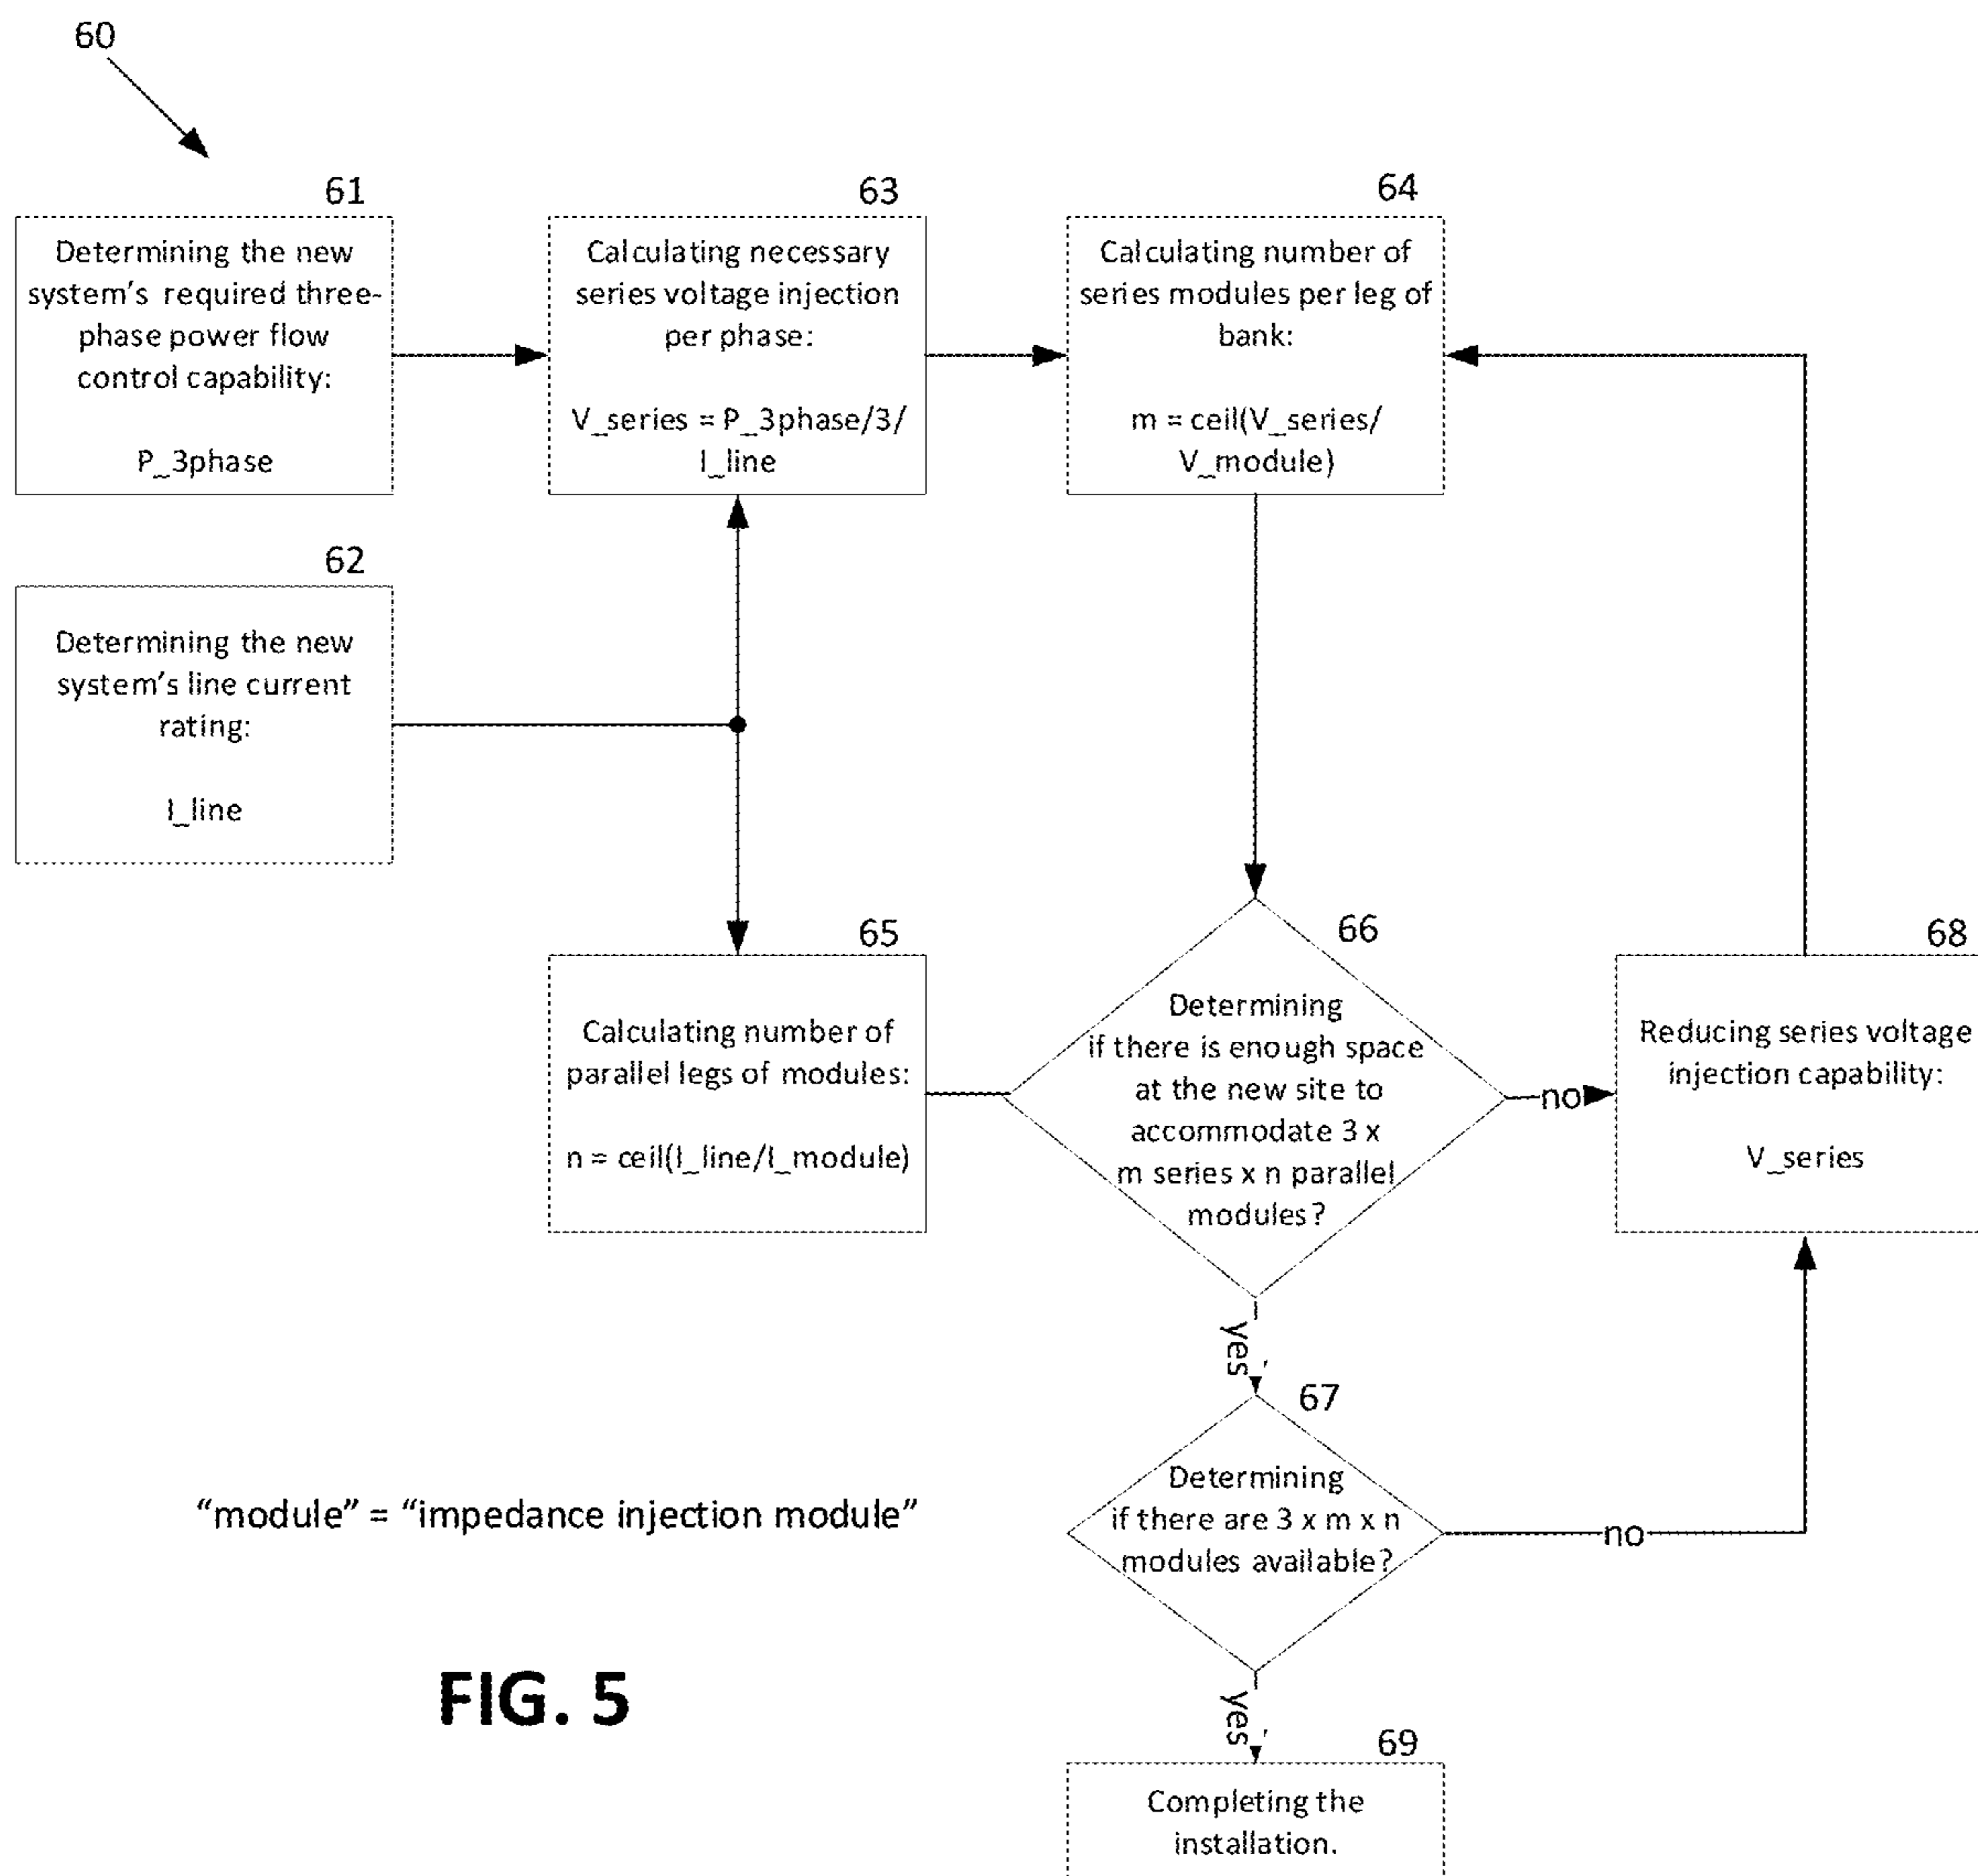 60
61
Determining the new
system's required three-
phase power flow
control capability:
P_3phase
63
Calculating necessary
series voltage injection
per phase:
V_series = P_3phase/3/
I_line
64
Calculating number of
series modules per leg of
bank:
m = ceil(V_series/
V_module)
62
Determining the new
system's line current
rating:
I_line
65
Calculating number of
parallel legs of modules:
n = ceil(I_line/I_module)
66
Determining
if there is enough space
at the new site to
accommodate 3 x
m series x n parallel
modules?
no
68
Reducing series voltage
injection capability:
V_series
yes
67
Determining
if there are 3 x m x n
modules available?
no
"module" = "impedance injection module"
yes
69
Completing the
installation.
FIG. 5